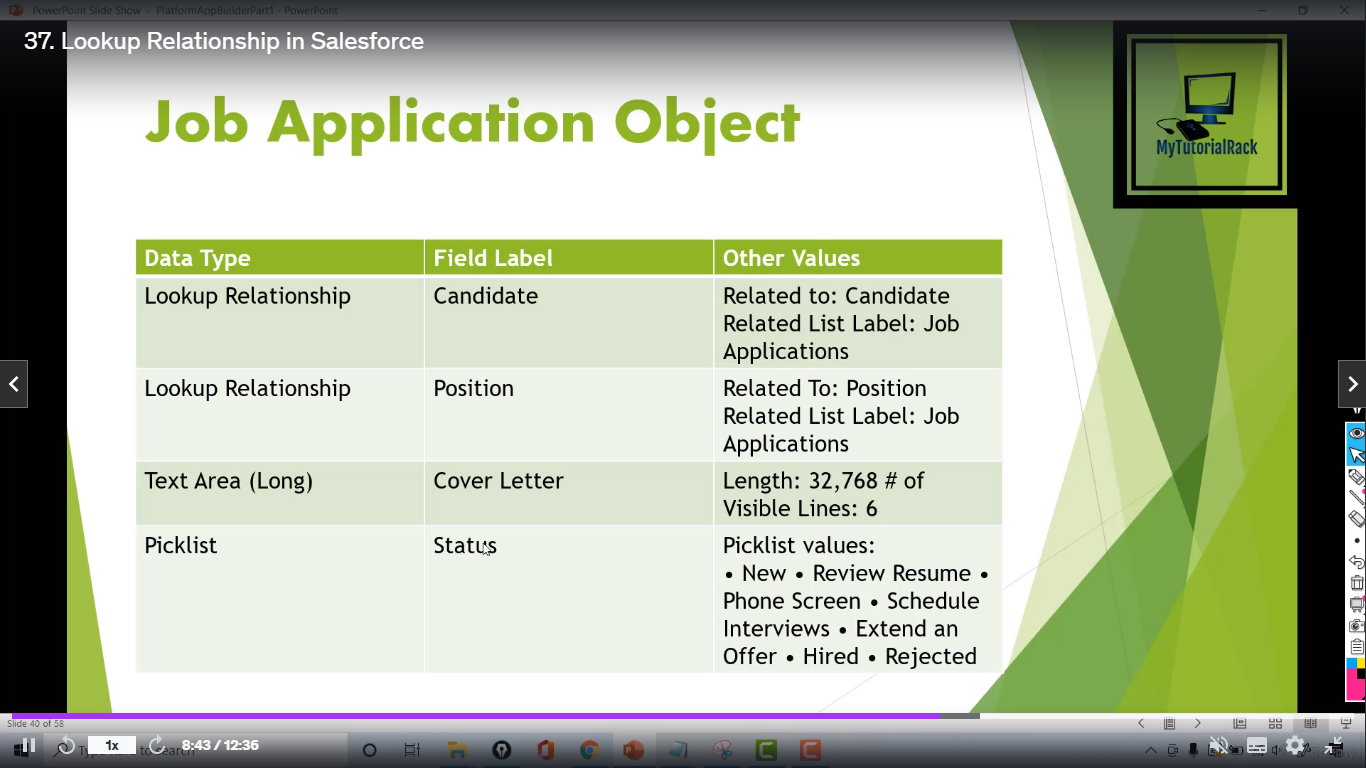 PowerPoint Slide Show - PlatformAppBuilderPart1 - PowerPoint
37. Lookup Relationship in Salesforce
Job Application Object
MyTutorialRack
Data Type Field Label Other Values
Lookup Relationship Candidate Related to: Candidate
Related List Label: Job
Applications
Lookup Relationship Position Related To: Position
Related List Label: Job
Applications
Text Area (Long) Cover Letter Length: 32,768 # of
Visible Lines: 6
Picklist Status Picklist values:
• New • Review Resume •
Phone Screen • Schedule
Interviews • Extend an
Offer • Hired • Rejected
Slide 40 of 58
1x
8:43 / 12:36
search